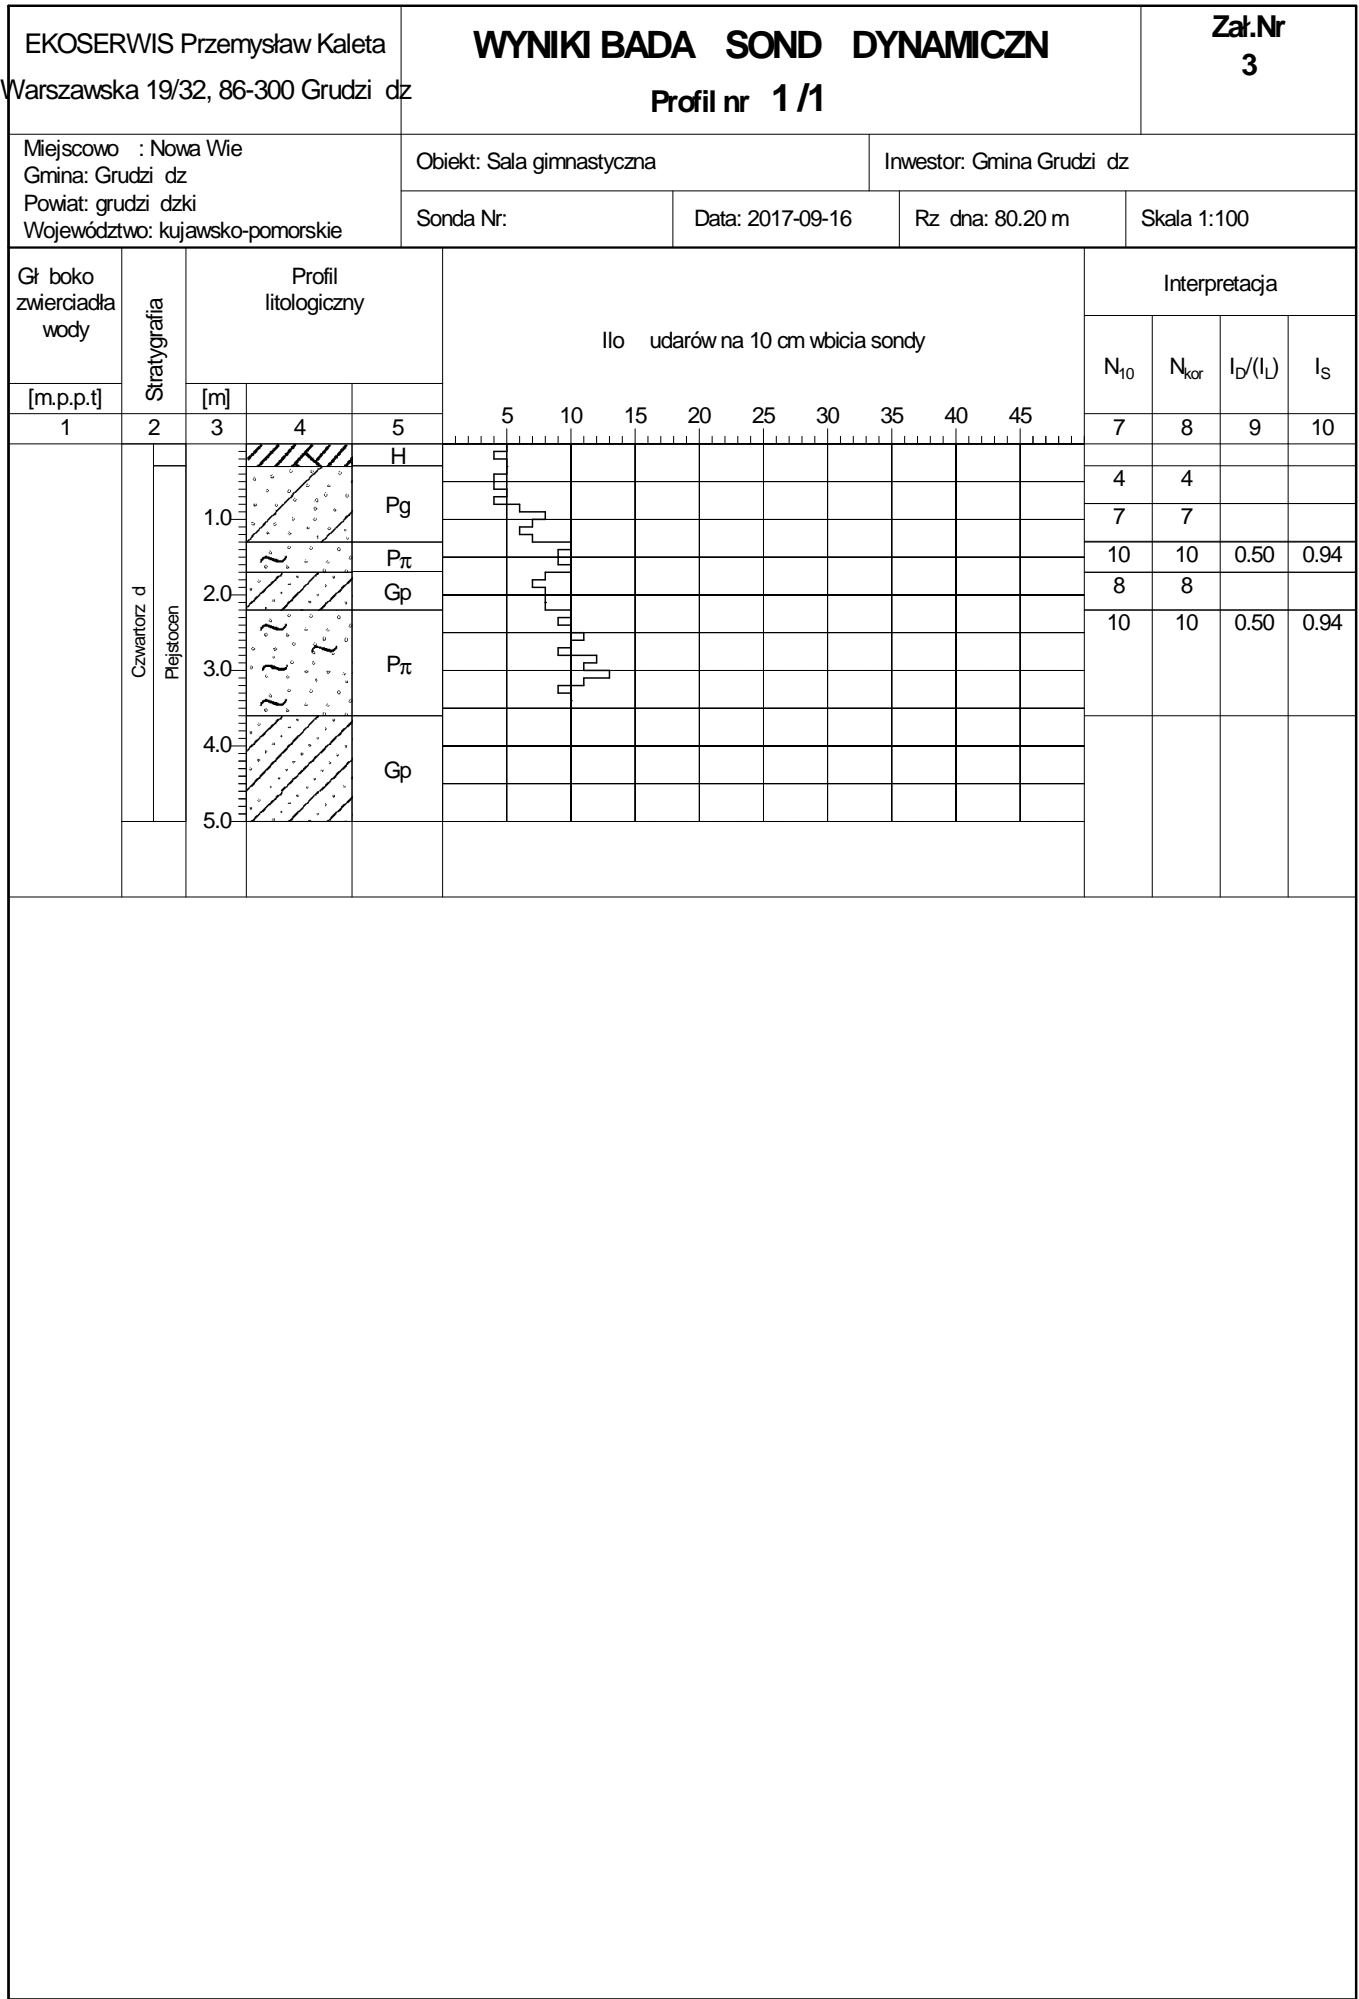 EKOSERWIS Przemysław Kaleta
Warszawska 19/32, 86-300 Grudzi dz
WYNIKI BADA SOND DYNAMICZN
Profil nr 1 /1
Zał.Nr
3
Miejscowo : Nowa Wie
Gmina: Grudzi dz
Powiat: grudzi dzki
Województwo: kujawsko-pomorskie
Obiekt: Sala gimnastyczna
Inwestor: Gmina Grudzi dz
Sonda Nr:
Data: 2017-09-16
Rz dna: 80.20 m
Skala 1:100
Gł boko
zwierciadła
wody
[m.p.p.t]
Stratygrafia
Profil
litologiczny
[m]
Ilo udarów na 10 cm wbicia sondy
5 10 15 20 25 30 35 40 45
Interpretacja
N10 Nkor ID/(IL) IS
1 2 3 4 5 7 8 9 10
Czwartorz d
Plejstocen
H
Pg
4 4
1.0
7 7
Pπ
10 10 0.50 0.94
2.0
Gp
8 8
10 10 0.50 0.94
3.0
Pπ
4.0
Gp
5.0